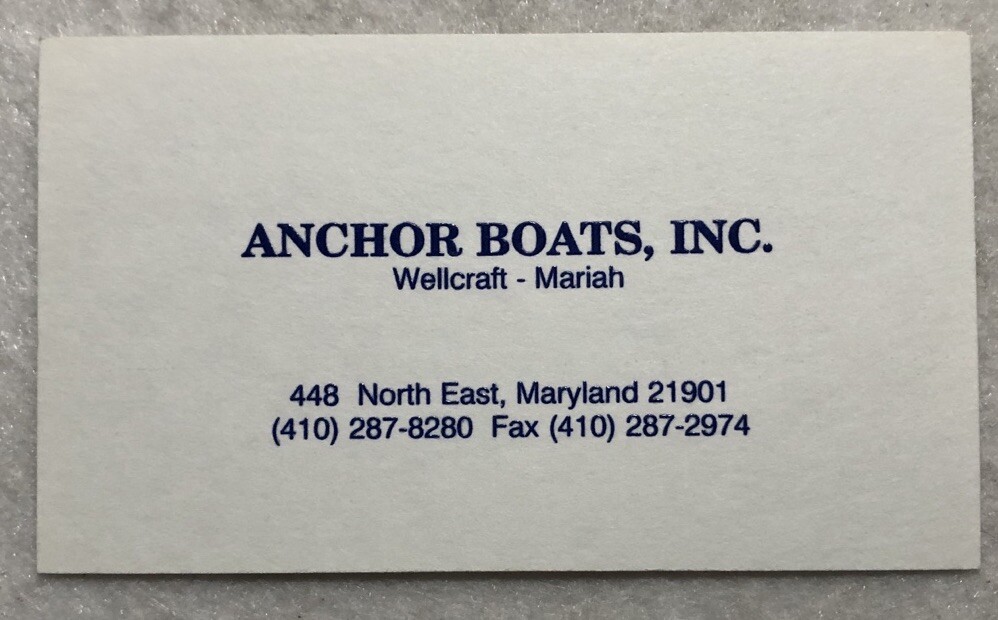 ANCHOR BOATS, INC.
Wellcraft - Mariah
448 North East, Maryland 21901
(410) 287-8280 Fax (410) 287-2974